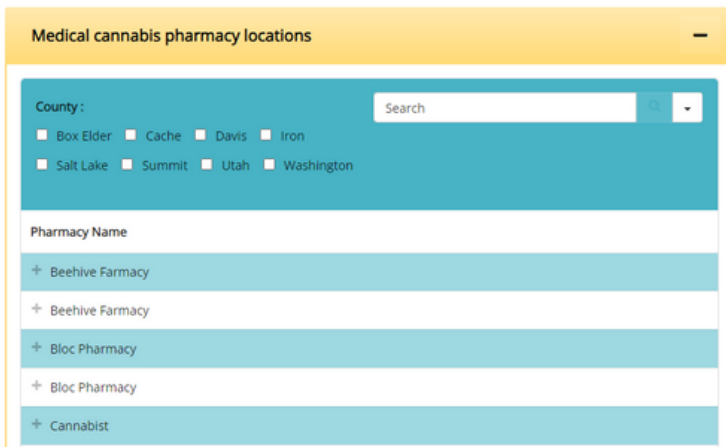 Medical cannabis pharmacy locations
County :
Search
Box Elder Cache Davis Iron
Salt Lake Summit Utah Washington
Pharmacy Name
Beehive Farmacy
Beehive Farmacy
Bloc Pharmacy
Bloc Pharmacy
Cannabist